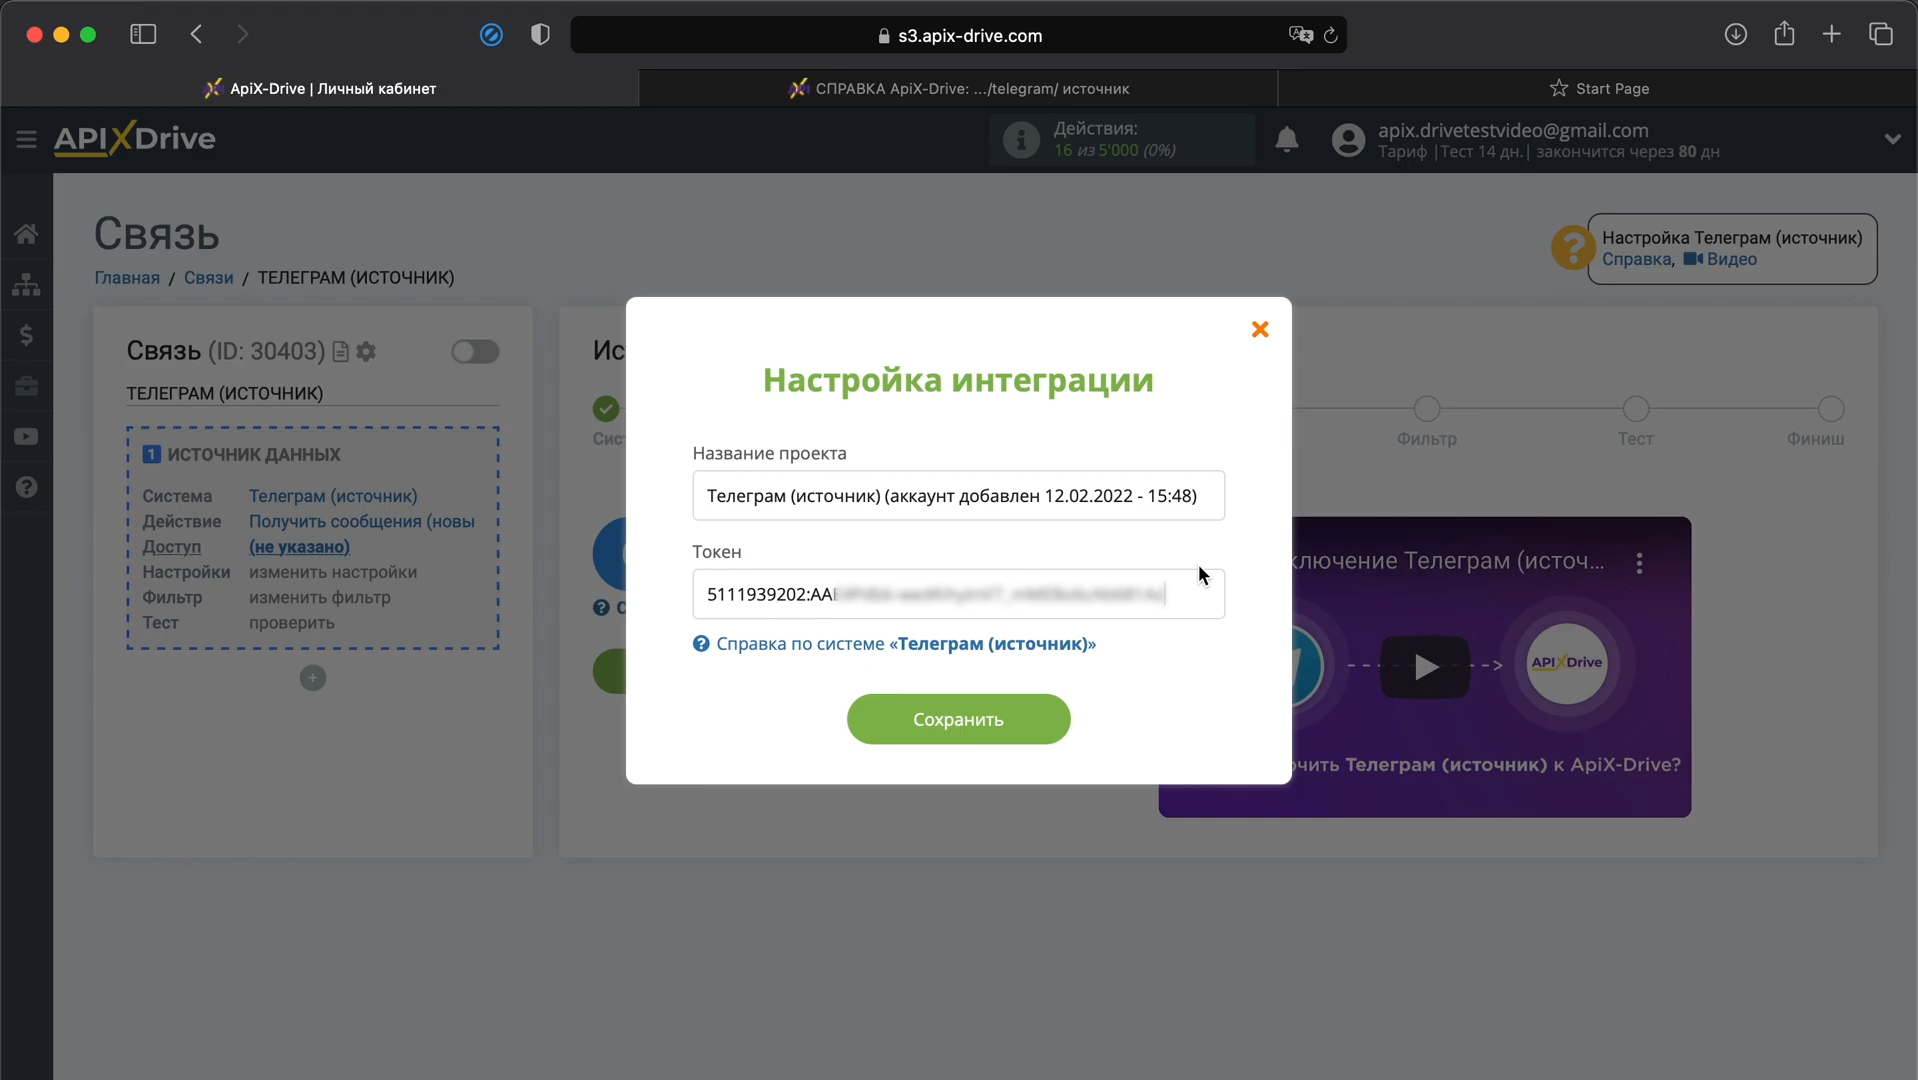 s3.apix-drive.com
ApiX-Drive | Личный кабинет
СПРАВКА ApiX-Drive: .../telegram/ источник
Start Page
APIXDrive
Действия:
16 из 5'000 (0%)
apix.drivetestvideo@gmail.com
Тариф |Тест 14 дн.| закончится через 80 дн
Связь
Главная / Связи / ТЕЛЕГРАМ (ИСТОЧНИК)
Настройка Телеграм (источник)
Справка, Видео
Связь (ID: 30403)
ТЕЛЕГРАМ (ИСТОЧНИК)
1 ИСТОЧНИК ДАННЫХ
Система Телеграм (источник)
Действие Получить сообщения (новы
Доступ (не указано)
Настройки изменить настройки
Фильтр изменить фильтр
Тест проверить
Ис
Сис
Фильтр
Тест
Финиш
Настройка интеграции
Название проекта
Телеграм (источник) (аккаунт добавлен 12.02.2022 - 15:48)
Токен
5111939202:AA
Справка по системе «Телеграм (источник)»
Сохранить
ключение Телеграм (источ...
APIXDrive
чить Телеграм (источник) к ApiX-Drive?